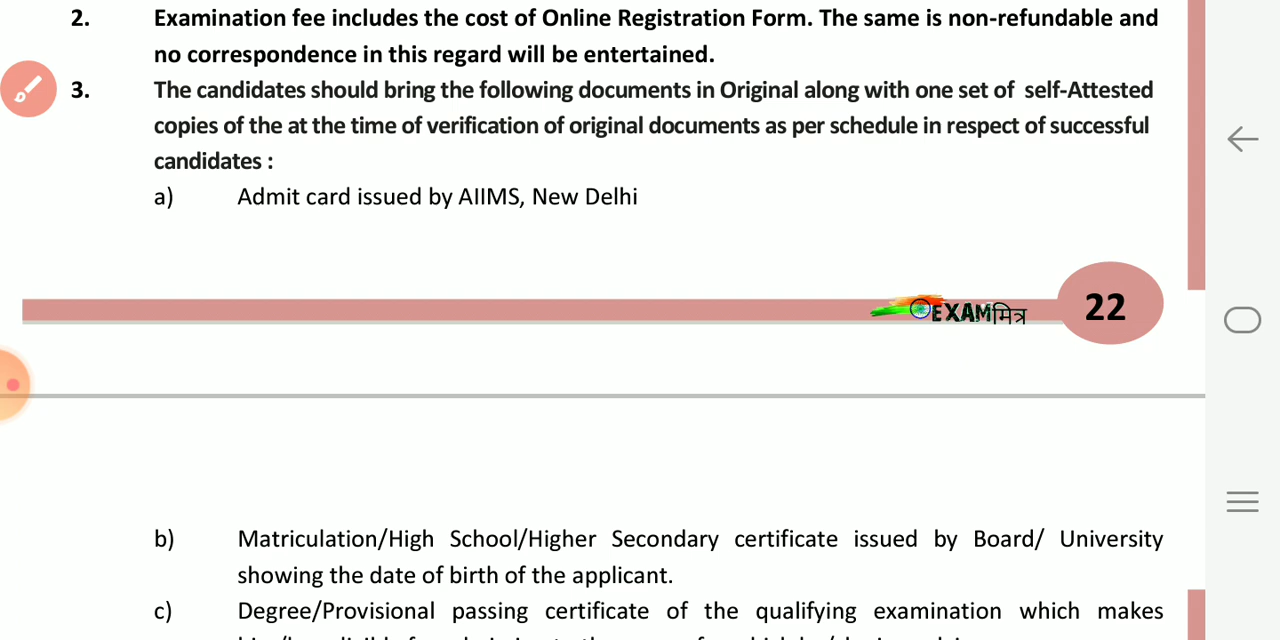 2. Examination fee includes the cost of Online Registration Form. The same is non-refundable and
no correspondence in this regard will be entertained.
3. The candidates should bring the following documents in Original along with one set of self-Attested
copies of the at the time of verification of original documents as per schedule in respect of successful
candidates :
a) Admit card issued by AIIMS, New Delhi
EXAMमित्र 22
b) Matriculation/High School/Higher Secondary certificate issued by Board/ University
showing the date of birth of the applicant.
c) Degree/Provisional passing certificate of the qualifying examination which makes